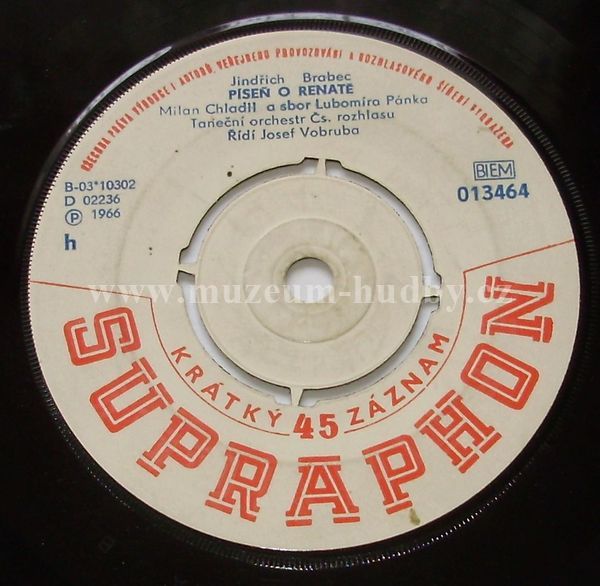 VŠECHNA PRÁVA VÝROBCE I AUTORŮ, VEŘEJNÉHO PROVOZOVÁNÍ A ROZHLASOVÉHO ŠÍŘENÍ VYHRAZENA
Jindřich Brabec
PÍSEŇ O RENATĚ
Milan Chladil a sbor Lubomíra Pánka
Taneční orchestr Čs. rozhlasu
Řídí Josef Vobruba
B-03*10302
D 02236
Ⓟ 1966
h
BIEM
013464
www.muzeum-hudby.cz
KRÁTKÝ 45 ZÁZNAM
SUPRAPHON